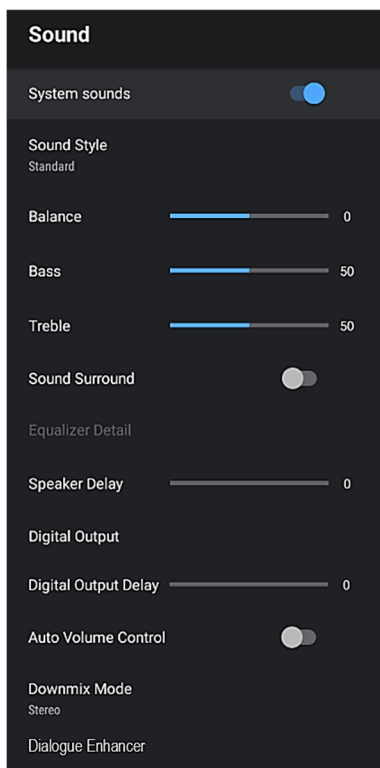 Sound
System sounds
Sound Style
Standard
Balance 0
Bass 50
Treble 50
Sound Surround
Equalizer Detail
Speaker Delay 0
Digital Output
Digital Output Delay 0
Auto Volume Control
Downmix Mode
Stereo
Dialogue Enhancer